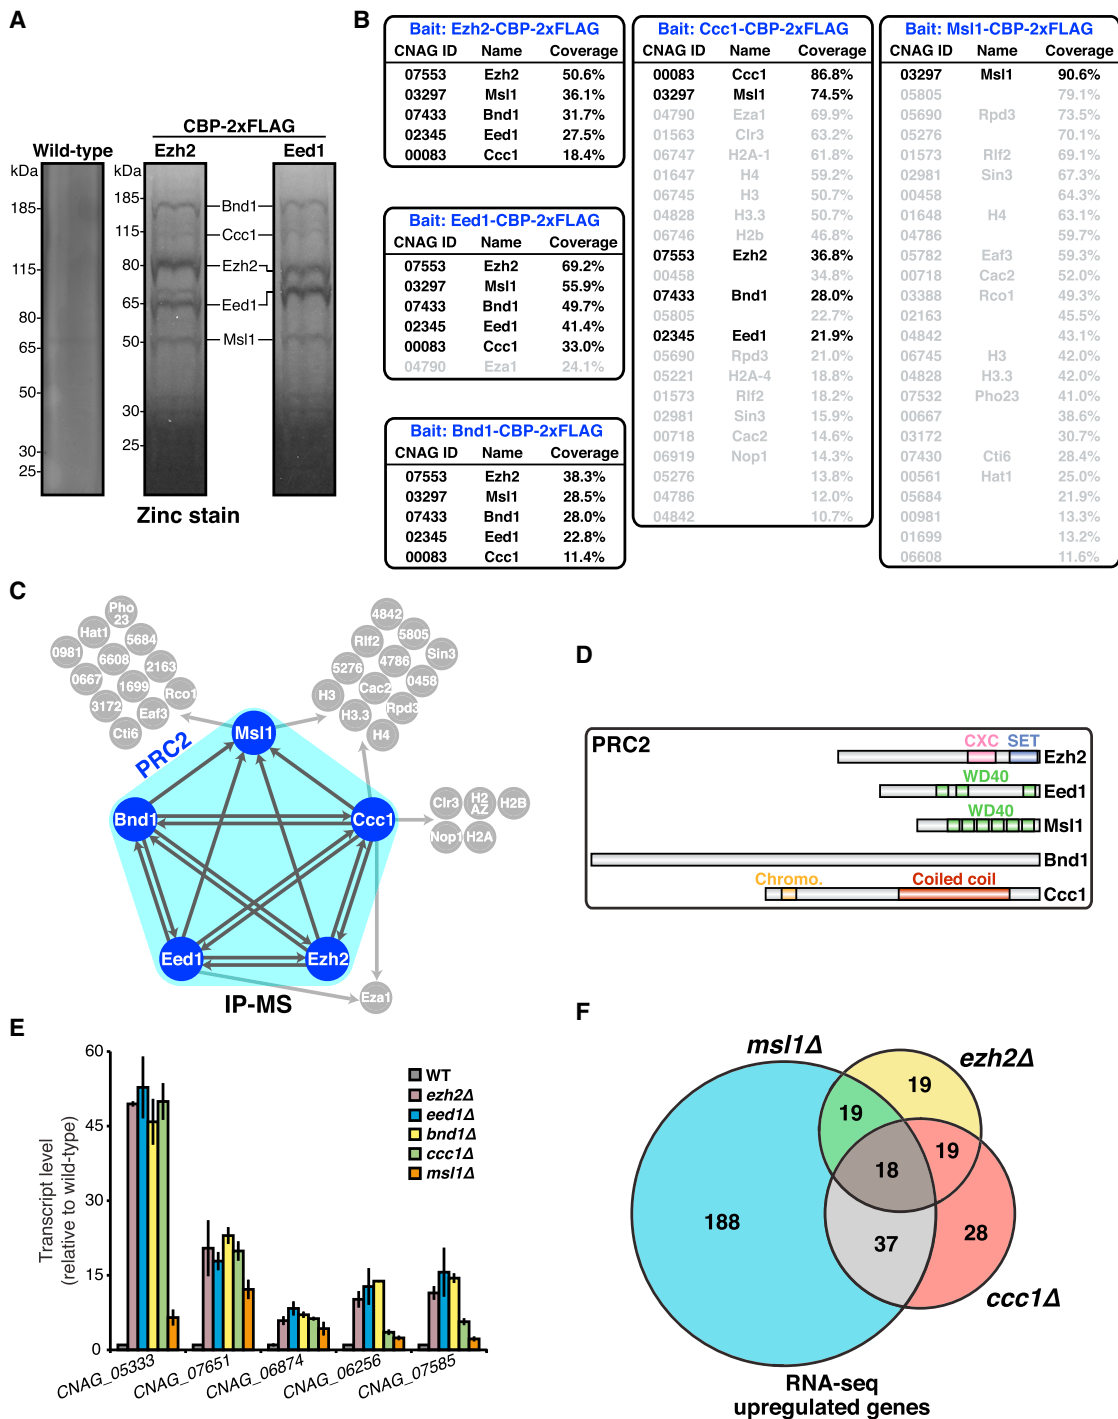 A
CBP-2xFLAG
Wild-type
Ezh2
Eed1
kDa
185
115
80
65
50
30
25
kDa
185
115
80
65
50
30
25
Bnd1
Ccc1
Ezh2
Eed1
Msl1
Zinc stain
B
Bait: Ezh2-CBP-2xFLAG
CNAG ID Name Coverage
07553 Ezh2 50.6%
03297 Msl1 36.1%
07433 Bnd1 31.7%
02345 Eed1 27.5%
00083 Ccc1 18.4%
Bait: Eed1-CBP-2xFLAG
CNAG ID Name Coverage
07553 Ezh2 69.2%
03297 Msl1 55.9%
07433 Bnd1 49.7%
02345 Eed1 41.4%
00083 Ccc1 33.0%
04790 Eza1 24.1%
Bait: Bnd1-CBP-2xFLAG
CNAG ID Name Coverage
07553 Ezh2 38.3%
03297 Msl1 28.5%
07433 Bnd1 28.0%
02345 Eed1 22.8%
00083 Ccc1 11.4%
Bait: Ccc1-CBP-2xFLAG
CNAG ID Name Coverage
00083 Ccc1 86.8%
03297 Msl1 74.5%
04790 Eza1 69.9%
01563 Clr3 63.2%
06747 H2A-1 61.8%
01647 H4 59.2%
06745 H3 50.7%
04828 H3.3 50.7%
06746 H2b 46.8%
07553 Ezh2 36.8%
00458 34.8%
07433 Bnd1 28.0%
05805 22.7%
02345 Eed1 21.9%
05690 Rpd3 21.0%
05221 H2A-4 18.8%
01573 Rlf2 18.2%
02981 Sin3 15.9%
00718 Cac2 14.6%
06919 Nop1 14.3%
05276 13.8%
04786 12.0%
04842 10.7%
Bait: Msl1-CBP-2xFLAG
CNAG ID Name Coverage
03297 Msl1 90.6%
05805 79.1%
05690 Rpd3 73.5%
05276 70.1%
01573 Rlf2 69.1%
02981 Sin3 67.3%
00458 64.3%
01648 H4 63.1%
04786 59.7%
05782 Eaf3 59.3%
00718 Cac2 52.0%
03388 Rco1 49.3%
02163 45.5%
04842 43.1%
06745 H3 42.0%
04828 H3.3 42.0%
07532 Pho23 41.0%
00667 38.6%
03172 30.7%
07430 Cti6 28.4%
00561 Hat1 25.0%
05684 21.9%
00981 13.3%
01699 13.2%
06608 11.6%
C
Pho
23
Hat1
5684
0981
6608
2163
0667
1699
Rco1
3172
Eaf3
Cti6
4842
Rlf2
5805
5276
4786
Sin3
H3
Cac2
0458
H3.3
Rpd3
H4
PRC2
Msl1
Bnd1
Ccc1
Eed1
Ezh2
Clr3
H2
AZ
H2B
Nop1
H2A
Eza1
IP-MS
D
PRC2
CXC SET
Ezh2
WD40
Eed1
WD40
Msl1
Bnd1
Chromo. Coiled coil
Ccc1
E
Transcript level
(relative to wild-type)
60
45
30
15
0
WT
ezh2Δ
eed1Δ
bnd1Δ
ccc1Δ
msl1Δ
CNAG_05333
CNAG_07651
CNAG_06874
CNAG_06256
CNAG_07585
F
msl1Δ
ezh2Δ
19
19
19
18
188
37
28
ccc1Δ
RNA-seq
upregulated genes